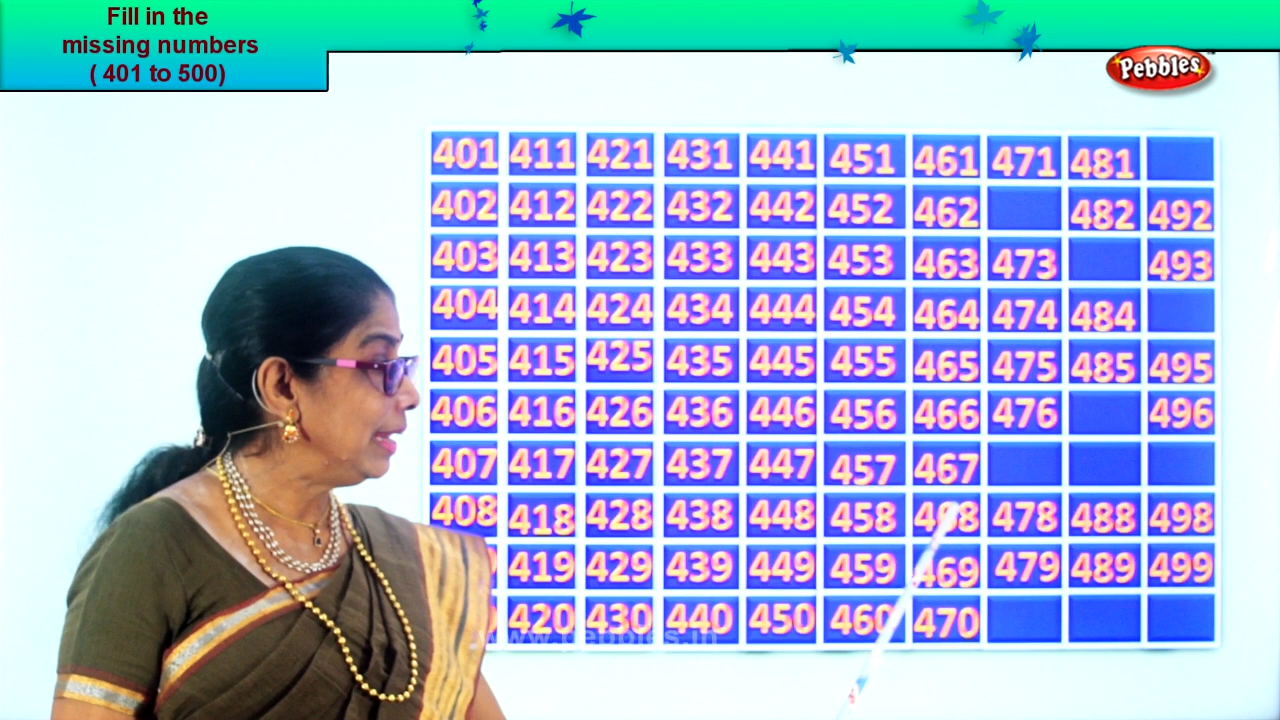 Fill in the
missing numbers
( 401 to 500)
Pebbles
401 411 421 431 441 451 461 471 481
402 412 422 432 442 452 462 482 492
403 413 423 433 443 453 463 473 493
404 414 424 434 444 454 464 474 484
405 415 425 435 445 455 465 475 485 495
406 416 426 436 446 456 466 476 496
407 417 427 437 447 457 467
408 418 428 438 448 458 468 478 488 498
419 429 439 449 459 469 479 489 499
420 430 440 450 460 470
www.pebbles.in